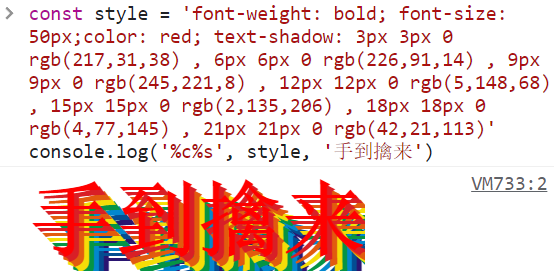 const style = 'font-weight: bold; font-size:
50px;color: red; text-shadow: 3px 3px 0
rgb(217,31,38) , 6px 6px 0 rgb(226,91,14) , 9px
9px 0 rgb(245,221,8) , 12px 12px 0 rgb(5,148,68)
, 15px 15px 0 rgb(2,135,206) , 18px 18px 0
rgb(4,77,145) , 21px 21px 0 rgb(42,21,113)'
console.log('%c%s', style, '手到擒来')
手到擒来 VM733:2